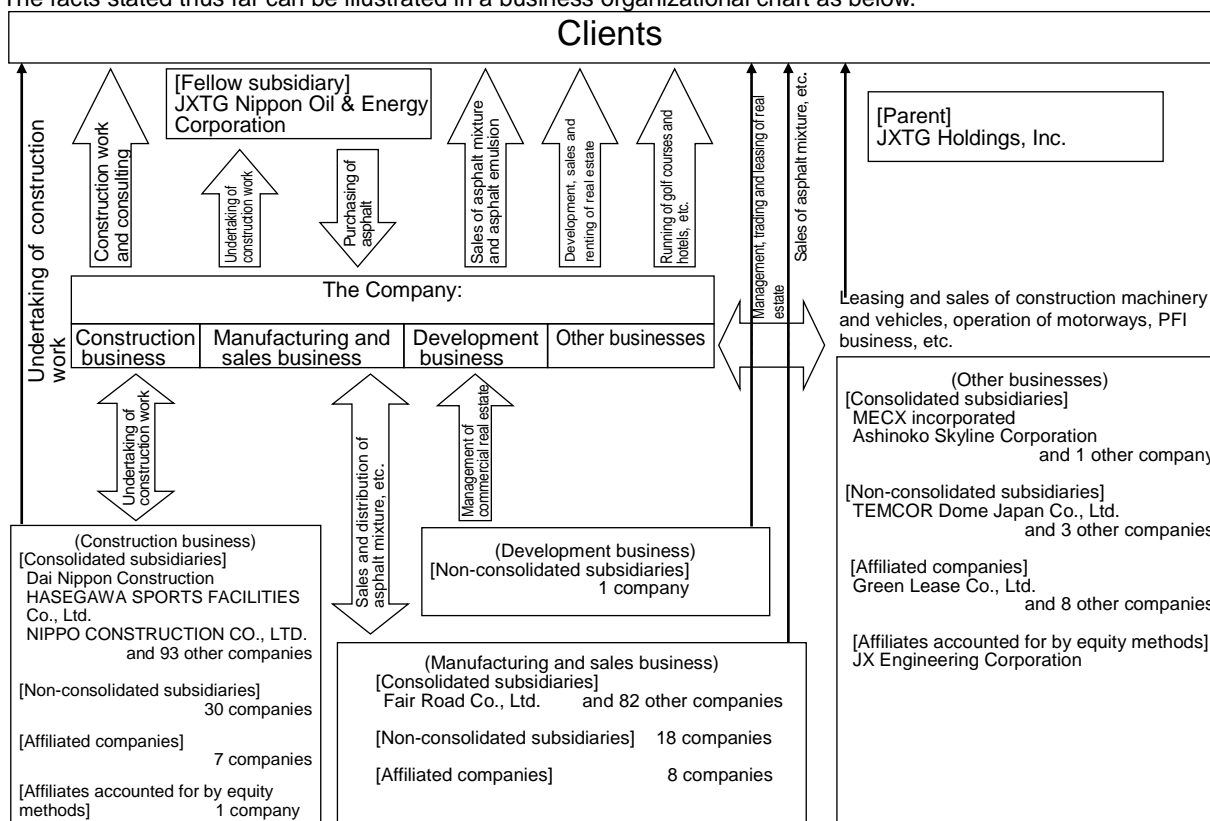 The facts stated thus far can be illustrated in a business organizational chart as below.
Clients
[Fellow subsidiary]
JXTG Nippon Oil & Energy
Corporation
[Parent]
JXTG Holdings, Inc.
Undertaking of construction
work
Construction work
and consulting
Undertaking of
construction work
Purchasing of
asphalt
Sales of asphalt mixture
and asphalt emulsion
Development, sales and
renting of real estate
Running of golf courses and
hotels, etc.
Management, trading and leasing of real
estate
Sales of asphalt mixture, etc.
The Company:
Construction
business
Manufacturing and
sales business
Development
business
Other businesses
Leasing and sales of construction machinery
and vehicles, operation of motorways, PFI
business, etc.
Undertaking of
construction work
Sales and distribution of
asphalt mixture, etc.
Management of
commercial real estate
(Construction business)
[Consolidated subsidiaries]
Dai Nippon Construction
HASEGAWA SPORTS FACILITIES
Co., Ltd.
NIPPO CONSTRUCTION CO., LTD.
and 93 other companies
[Non-consolidated subsidiaries]
30 companies
[Affiliated companies]
7 companies
[Affiliates accounted for by equity
methods] 1 company
(Development business)
[Non-consolidated subsidiaries]
1 company
(Manufacturing and sales business)
[Consolidated subsidiaries]
Fair Road Co., Ltd. and 82 other companies
[Non-consolidated subsidiaries] 18 companies
[Affiliated companies] 8 companies
(Other businesses)
[Consolidated subsidiaries]
MECX incorporated
Ashinoko Skyline Corporation
and 1 other company
[Non-consolidated subsidiaries]
TEMCOR Dome Japan Co., Ltd.
and 3 other companies
[Affiliated companies]
Green Lease Co., Ltd.
and 8 other companies
[Affiliates accounted for by equity methods]
JX Engineering Corporation